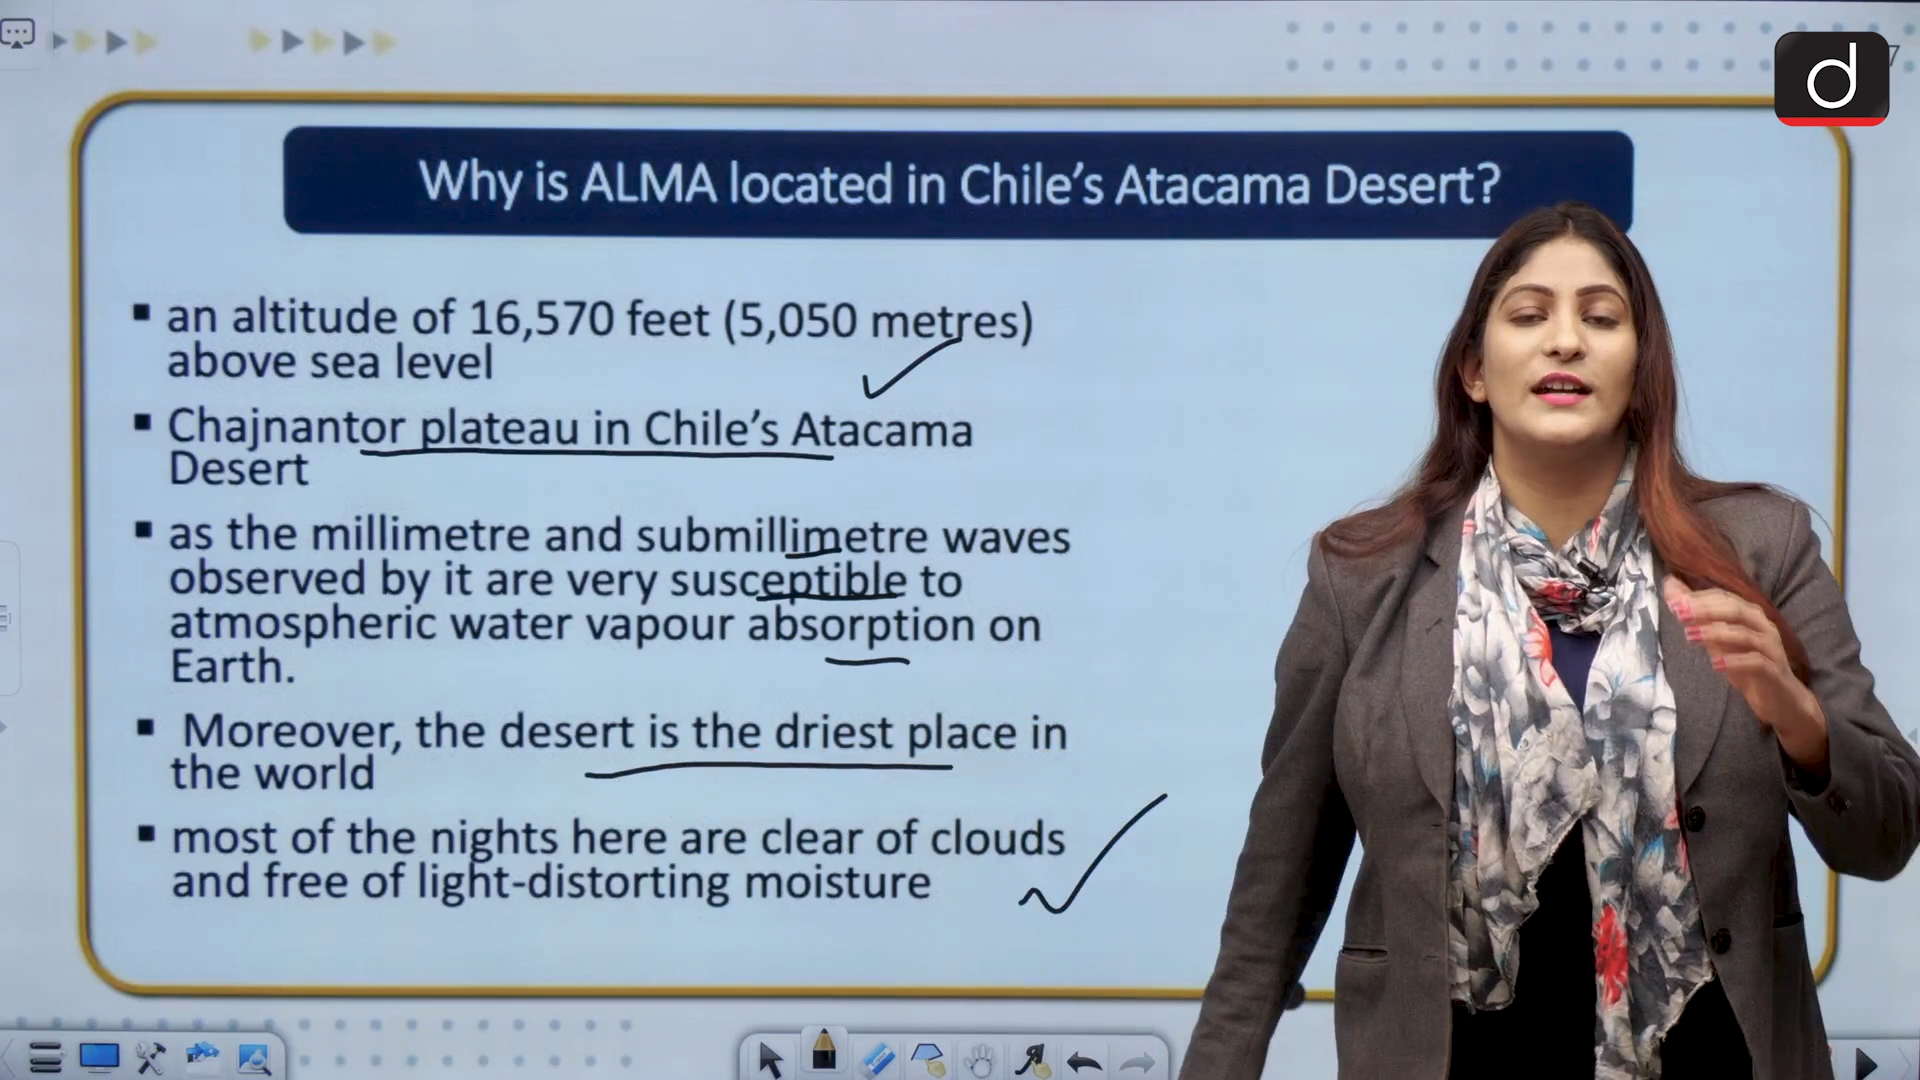 Why is ALMA located in Chile's Atacama Desert?
an altitude of 16,570 feet (5,050 metres)
above sea level
Chajnantor plateau in Chile's Atacama
Desert
as the millimetre and submillimetre waves
observed by it are very susceptible to
atmospheric water vapour absorption on
Earth.
Moreover, the desert is the driest place in
the world
most of the nights here are clear of clouds
and free of light-distorting moisture
d
7